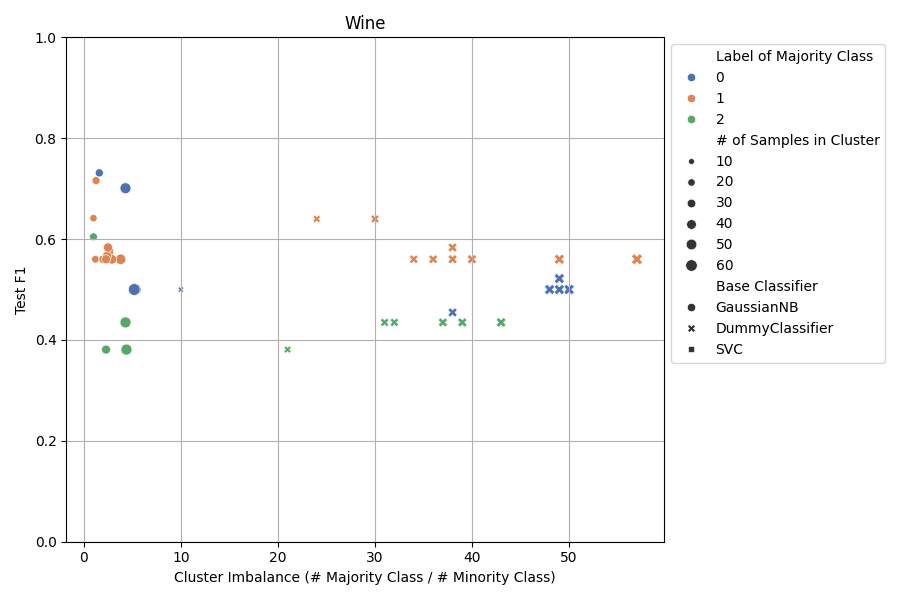 Wine
1.0
0.8
0.6
0.4
0.2
0.0
Test F1
0 10 20 30 40 50
Cluster Imbalance (# Majority Class / # Minority Class)
Label of Majority Class
0
1
2
# of Samples in Cluster
10
20
30
40
50
60
Base Classifier
GaussianNB
DummyClassifier
SVC